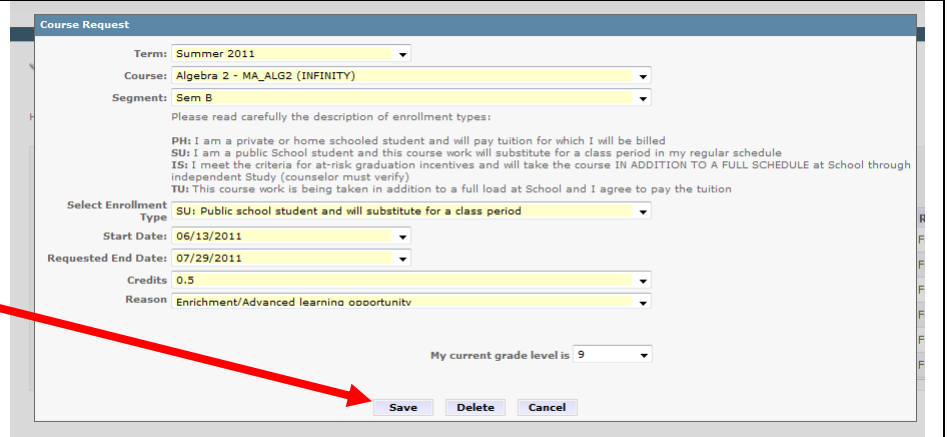 Course Request
Term: Summer 2011
Course: Algebra 2 - MA_ALG2 (INFINITY)
Segment: Sem B
Please read carefully the description of enrollment types:
PH: I am a private or home schooled student and will pay tuition for which I will be billed
SU: I am a public School student and this course work will substitute for a class period in my regular schedule
IS: I meet the criteria for at-risk graduation incentives and will take the course IN ADDITION TO A FULL SCHEDULE at School through
independent Study (counselor must verify)
TU: This course work is being taken in addition to a full load at School and I agree to pay the tuition
Select Enrollment
Type SU: Public school student and will substitute for a class period
Start Date: 06/13/2011
Requested End Date: 07/29/2011
Credits 0.5
Reason Enrichment/Advanced learning opportunity
My current grade level is 9
Save Delete Cancel